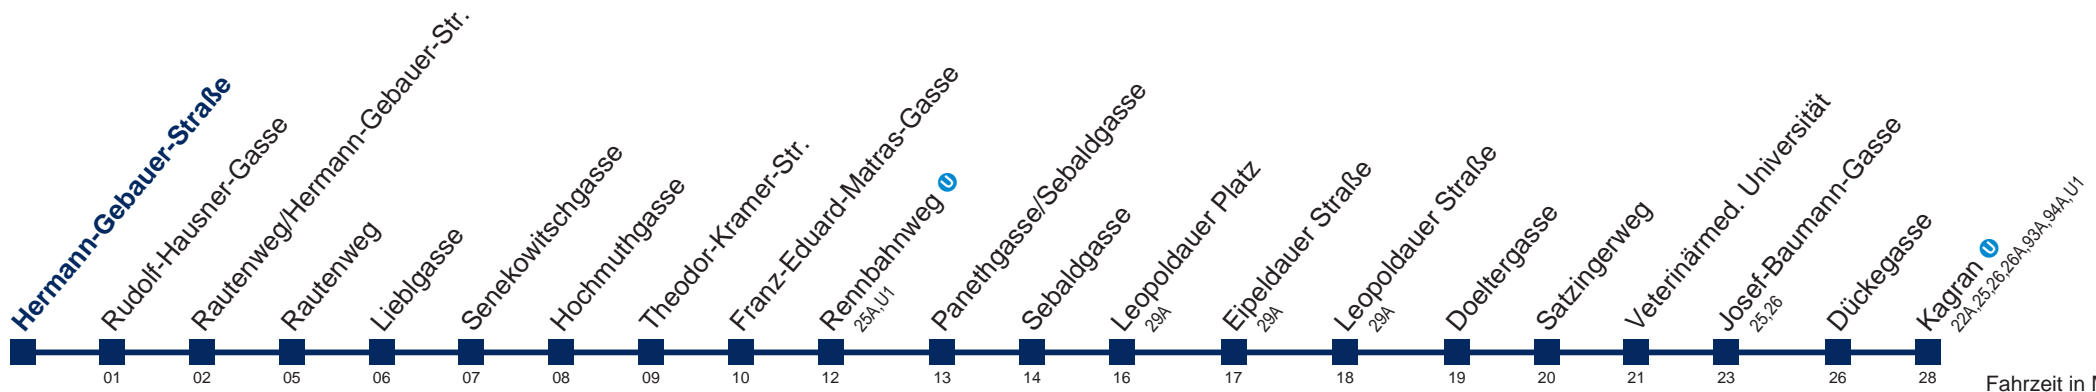 Hermann-Gebauer-Straße
Rudolf-Hausner-Gasse
Rautenweg/Hermann-Gebauer-Str.
Rautenweg
Lieblgasse
Senekowitschgasse
Hochmuthgasse
Theodor-Kramer-Str.
Franz-Eduard-Matras-Gasse
Rennbahnweg U
25A,U1
Panethgasse/Sebaldgasse
Sebaldgasse
Leopoldauer Platz
29A
Eipeldauer Straße
29A
Leopoldauer Straße
29A
Doeltergasse
Satzingerweg
Veterinärmed. Universität
Josef-Baumann-Gasse
25,26
Dückegasse
Kagran U
22A,25,26,26A,93A,94A,U1
01 02 05 06 07 08 09 10 12 13 14 16 17 18 19 20 21 23 26 28
Fahrzeit in